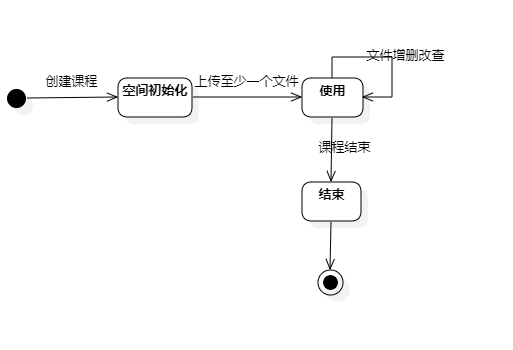 文件增删改查
创建课程
上传至少一个文件
空间初始化
使用
课程结束
结束